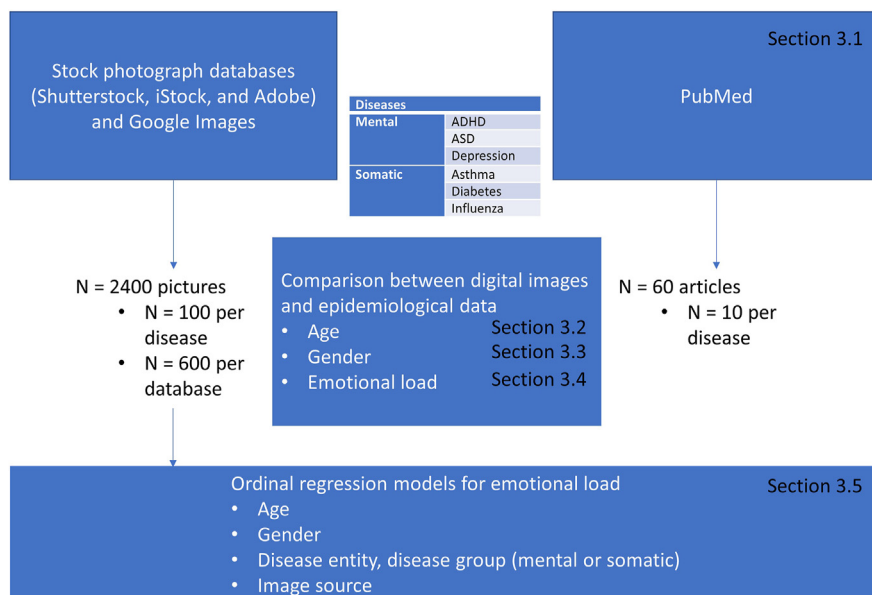 Stock photograph databases
(Shutterstock, iStock, and Adobe)
and Google Images
Section 3.1
PubMed
Diseases
Mental ADHD
ASD
Depression
Somatic Asthma
Diabetes
Influenza
N = 2400 pictures
• N = 100 per
disease
• N = 600 per
database
Comparison between digital images
and epidemiological data
• Age Section 3.2
• Gender Section 3.3
• Emotional load Section 3.4
N = 60 articles
• N = 10 per
disease
Ordinal regression models for emotional load Section 3.5
• Age
• Gender
• Disease entity, disease group (mental or somatic)
• Image source